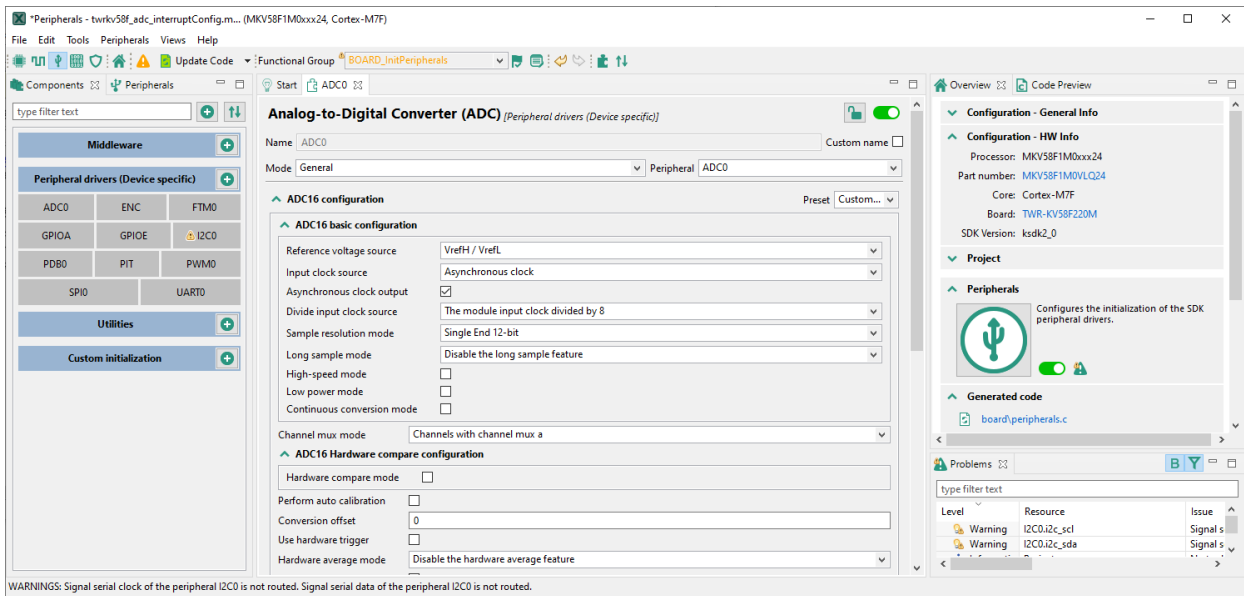 *Peripherals - twrkv58f_adc_interruptConfig.m... (MKV58F1M0xxx24, Cortex-M7F)
File Edit Tools Peripherals Views Help
Update Code Functional Group BOARD_InitPeripherals
Components Peripherals
type filter text
Middleware
Peripheral drivers (Device specific)
ADC0 ENC FTM0
GPIOA GPIOE I2C0
PDB0 PIT PWM0
SPI0 UART0
Utilities
Custom initialization
Start ADC0
Analog-to-Digital Converter (ADC) [Peripheral drivers (Device specific)]
Name ADC0 Custom name
Mode General Peripheral ADC0
ADC16 configuration Preset Custom...
ADC16 basic configuration
Reference voltage source VrefH / VrefL
Input clock source Asynchronous clock
Asynchronous clock output
Divide input clock source The module input clock divided by 8
Sample resolution mode Single End 12-bit
Long sample mode Disable the long sample feature
High-speed mode
Low power mode
Continuous conversion mode
Channel mux mode Channels with channel mux a
ADC16 Hardware compare configuration
Hardware compare mode
Perform auto calibration
Conversion offset 0
Use hardware trigger
Hardware average mode Disable the hardware average feature
Overview Code Preview
Configuration - General Info
Configuration - HW Info
Processor: MKV58F1M0xxx24
Part number: MKV58F1M0VLQ24
Core: Cortex-M7F
Board: TWR-KV58F220M
SDK Version: ksdk2_0
Project
Peripherals
Configures the initialization of the SDK
peripheral drivers.
Generated code
board\peripherals.c
Problems B
type filter text
Level Resource Issue
Warning I2C0.i2c_scl Signal s
Warning I2C0.i2c_sda Signal s
WARNINGS: Signal serial clock of the peripheral I2C0 is not routed. Signal serial data of the peripheral I2C0 is not routed.